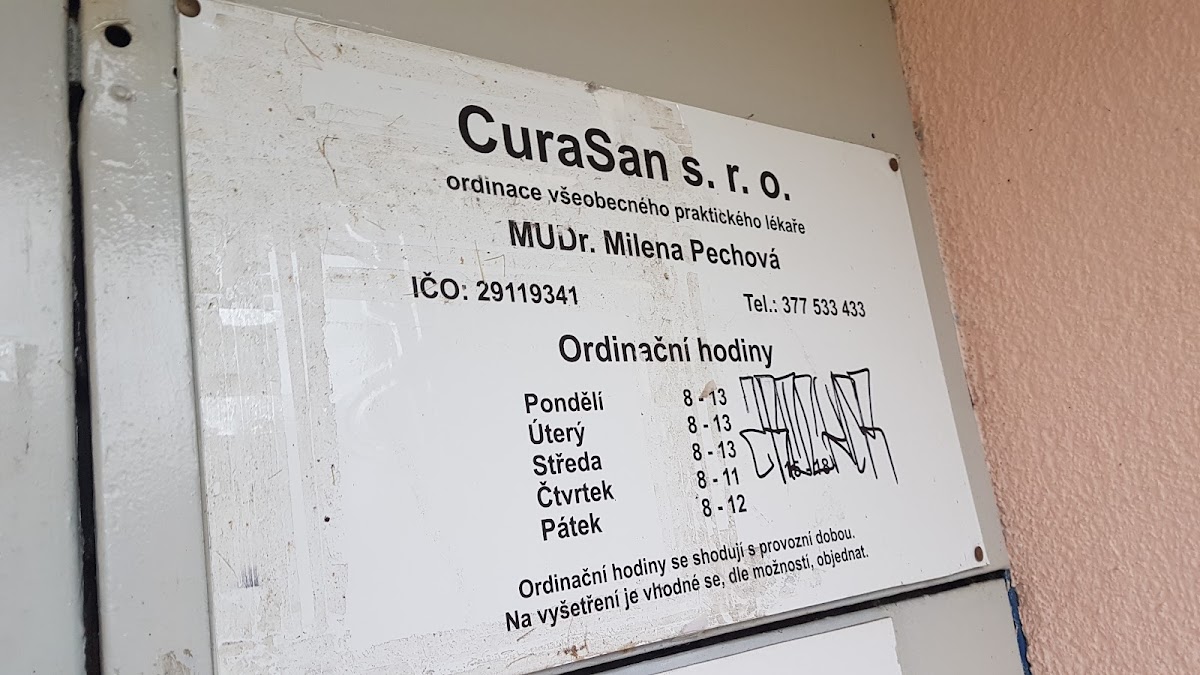 CuraSan s. r. o.
ordinace všeobecného praktického lékaře
MUDr. Milena Pechová
IČO: 29119341 Tel.: 377 533 433
Ordinační hodiny
Pondělí 8 - 13
Úterý 8 - 13
Středa 8 - 13
Čtvrtek 8 - 11 15 - 18
Pátek 8 - 12
Ordinační hodiny se shodují s provozní dobou.
Na vyšetření je vhodné se, dle možností, objednat.